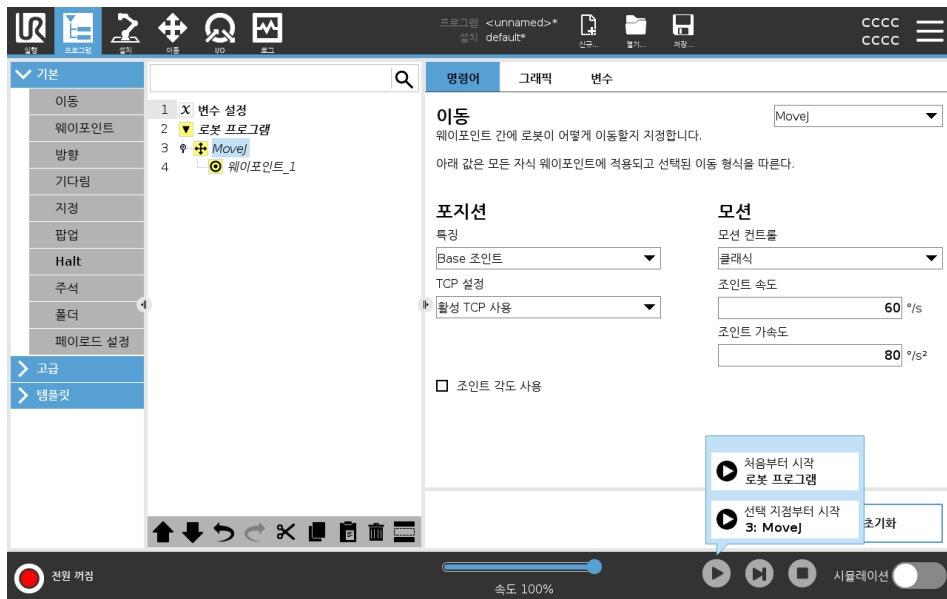 프로그램 <unnamed>*
설치 default*
cccc
cccc
실행
프로그램
설치
이동
I/O
로그
신규...
열기...
저장...
기본
이동
웨이포인트
방향
기다림
지정
팝업
Halt
주석
폴더
페이로드 설정
고급
템플릿
1 X 변수 설정
2 로봇 프로그램
3 MoveJ
4 웨이포인트_1
명령어 그래픽 변수
이동
MoveJ
웨이포인트 간에 로봇이 어떻게 이동할지 지정합니다.
아래 값은 모든 자식 웨이포인트에 적용되고 선택된 이동 형식을 따른다.
포지션
특징
Base 조인트
TCP 설정
활성 TCP 사용
조인트 각도 사용
모션
모션 컨트롤
클래식
조인트 속도
60 °/s
조인트 가속도
80 °/s²
처음부터 시작
로봇 프로그램
선택 지점부터 시작
3: MoveJ
초기화
전원 꺼짐
속도 100%
시뮬레이션